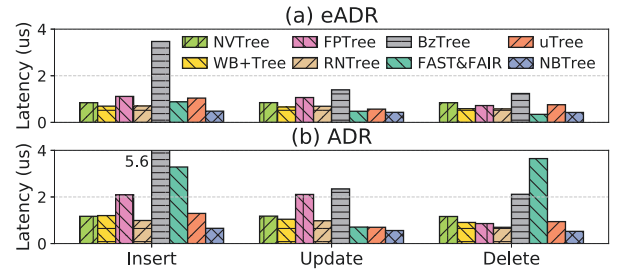 (a) eADR
Latency (us)
4
2
0
NVTree FPTree BzTree uTree
WB+Tree RNTree FAST&FAIR NBTree
(b) ADR
Latency (us)
4
2
0
5.6
Insert Update Delete